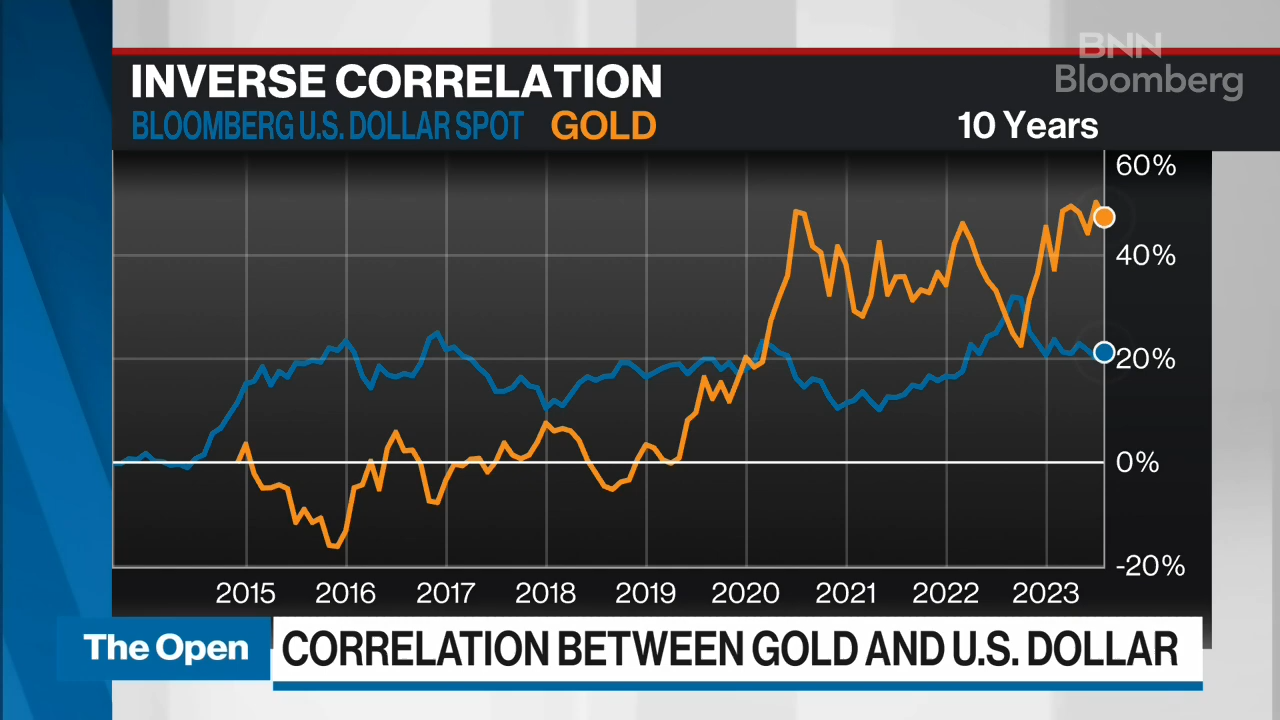 BNN
Bloomberg
INVERSE CORRELATION
BLOOMBERG U.S. DOLLAR SPOT GOLD 10 Years
60%
40%
20%
0%
-20%
2015 2016 2017 2018 2019 2020 2021 2022 2023
The Open CORRELATION BETWEEN GOLD AND U.S. DOLLAR